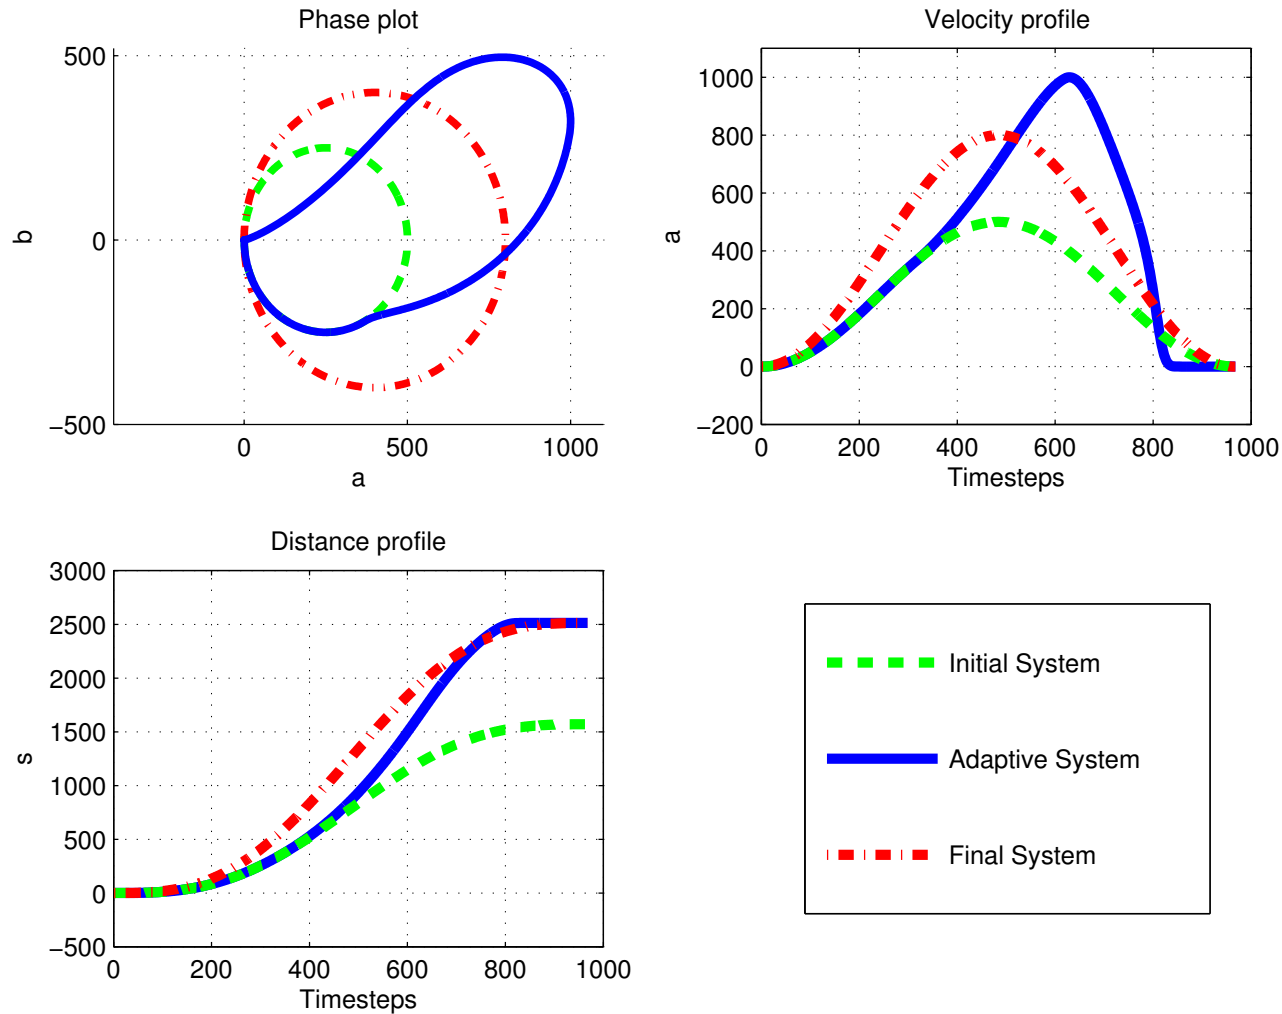 Phase plot
500
0
−500
b
0 500 1000
a
Velocity profile
1000
800
600
400
200
0
−200
a
0 200 400 600 800 1000
Timesteps
Distance profile
3000
2500
2000
1500
1000
500
0
−500
s
0 200 400 600 800 1000
Timesteps
Initial System
Adaptive System
Final System